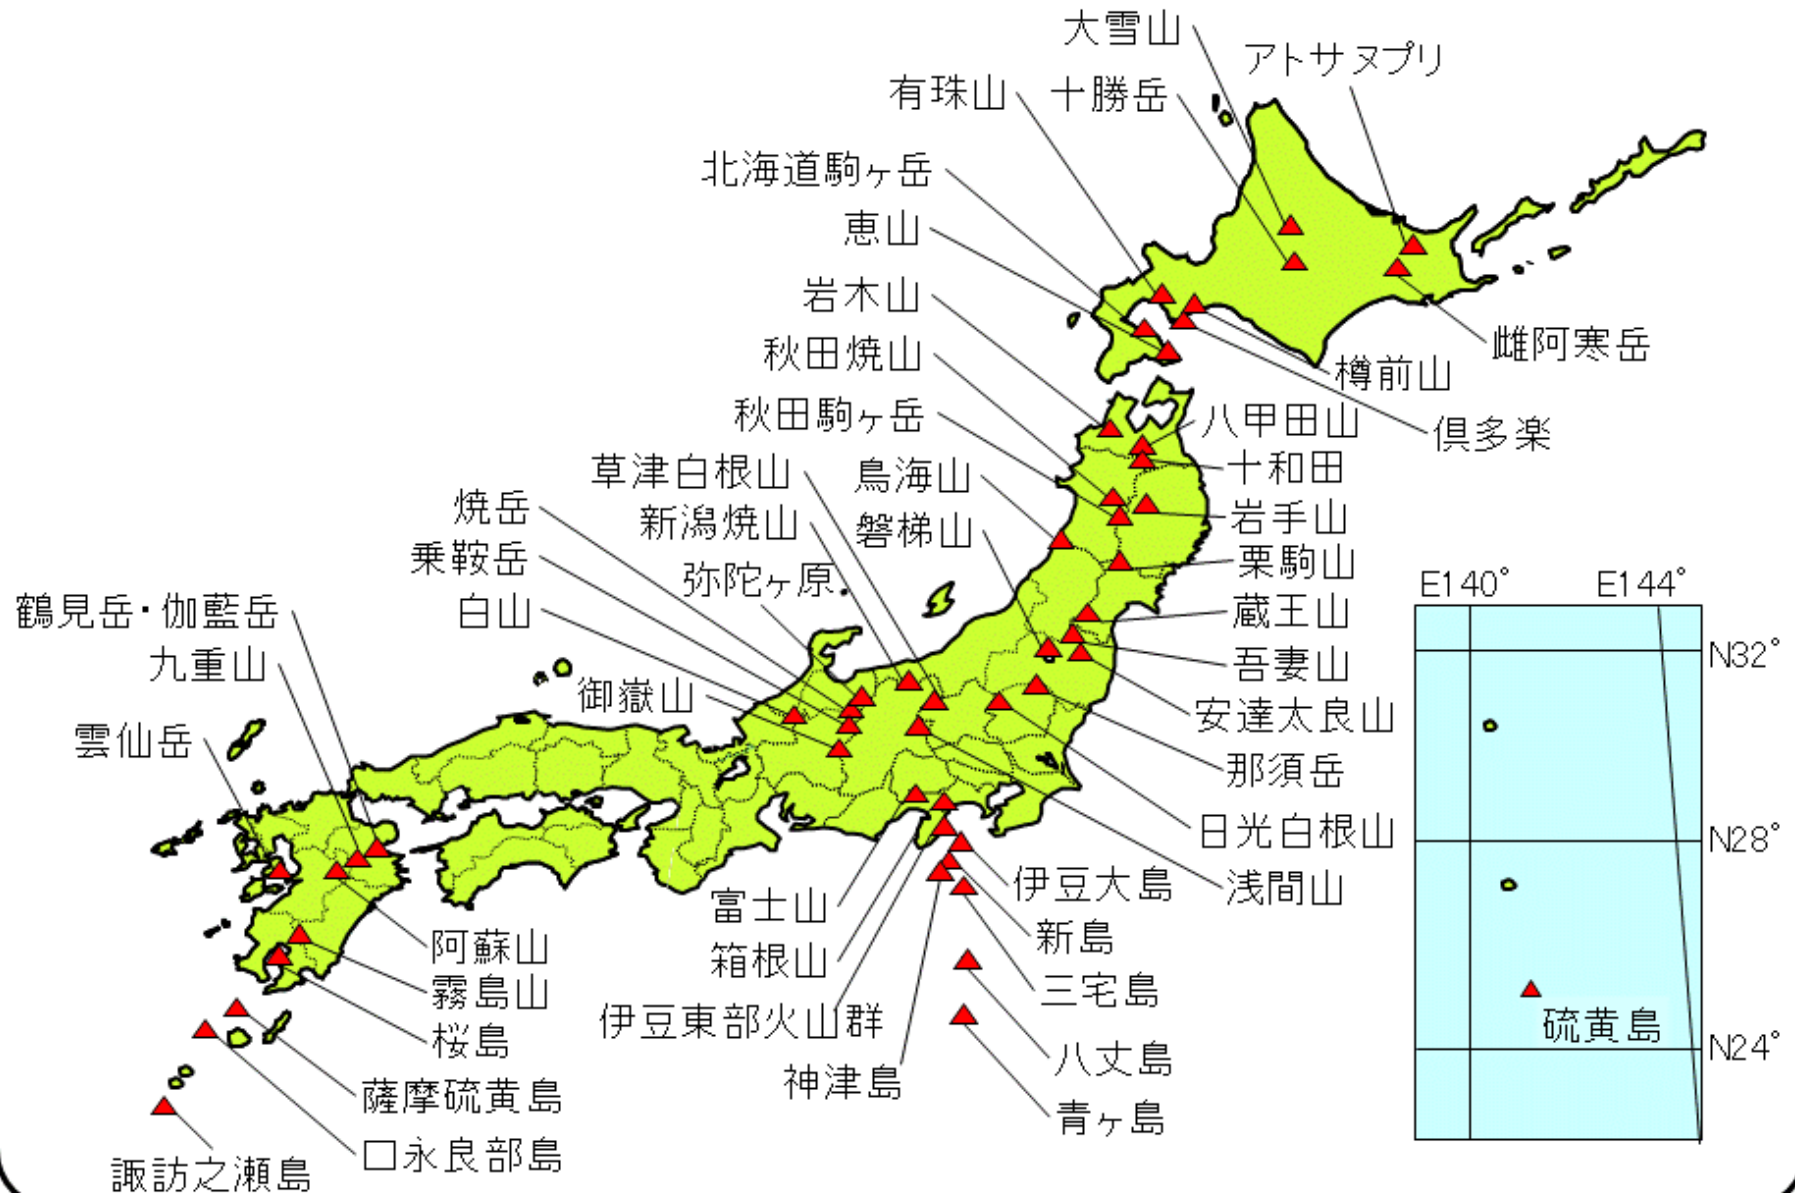 大雪山
アトサヌプリ
有珠山
十勝岳
北海道駒ヶ岳
恵山
岩木山
秋田焼山
雌阿寒岳
樽前山
秋田駒ヶ岳
八甲田山
倶多楽
草津白根山
鳥海山
十和田
焼岳
新潟焼山
磐梯山
岩手山
乗鞍岳
弥陀ヶ原
栗駒山
E140°
E144°
鶴見岳・伽藍岳
白山
蔵王山
九重山
御嶽山
吾妻山
N32°
雲仙岳
安達太良山
那須岳
日光白根山
N28°
富士山
伊豆大島
浅間山
阿蘇山
箱根山
新島
霧島山
三宅島
桜島
伊豆東部火山群
硫黄島
N24°
神津島
八丈島
薩摩硫黄島
青ヶ島
口永良部島
諏訪之瀬島